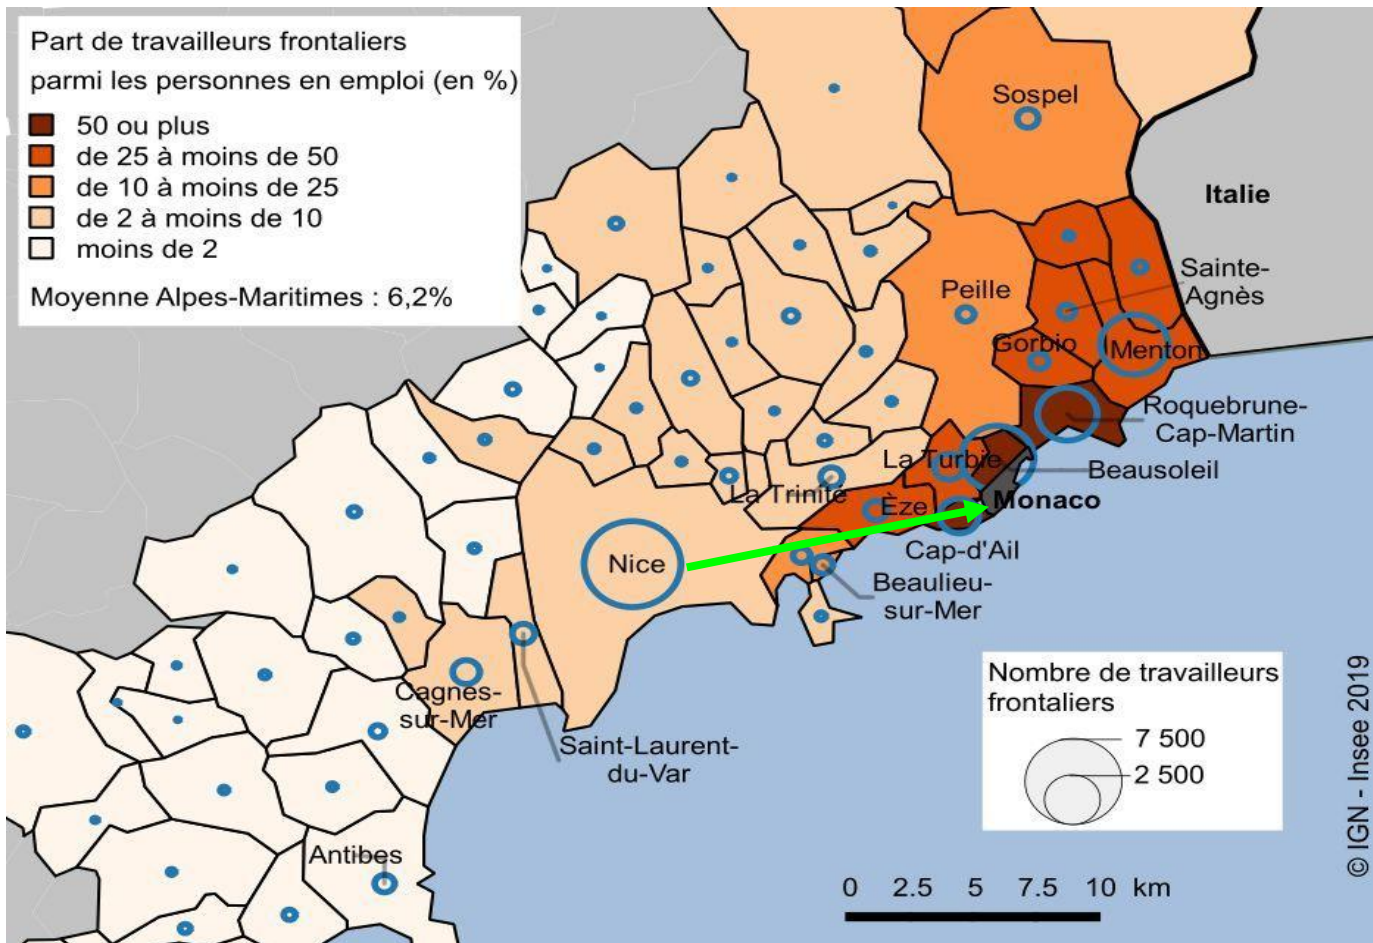 Part de travailleurs frontaliers
parmi les personnes en emploi (en %)
50 ou plus
de 25 à moins de 50
de 10 à moins de 25
de 2 à moins de 10
moins de 2
Moyenne Alpes-Maritimes : 6,2%
Sospel
Italie
Sainte-
Agnès
Peille
Gorbio
Menton
Roquebrune-
Cap-Martin
La Turbie
Beausoleil
La Trinité
Èze
Monaco
Cap-d'Ail
Nice
Beaulieu-
sur-Mer
Cagnes-
sur-Mer
Saint-Laurent-
du-Var
Antibes
Nombre de travailleurs
frontaliers
7 500
2 500
0 2.5 5 7.5 10 km
© IGN - Insee 2019